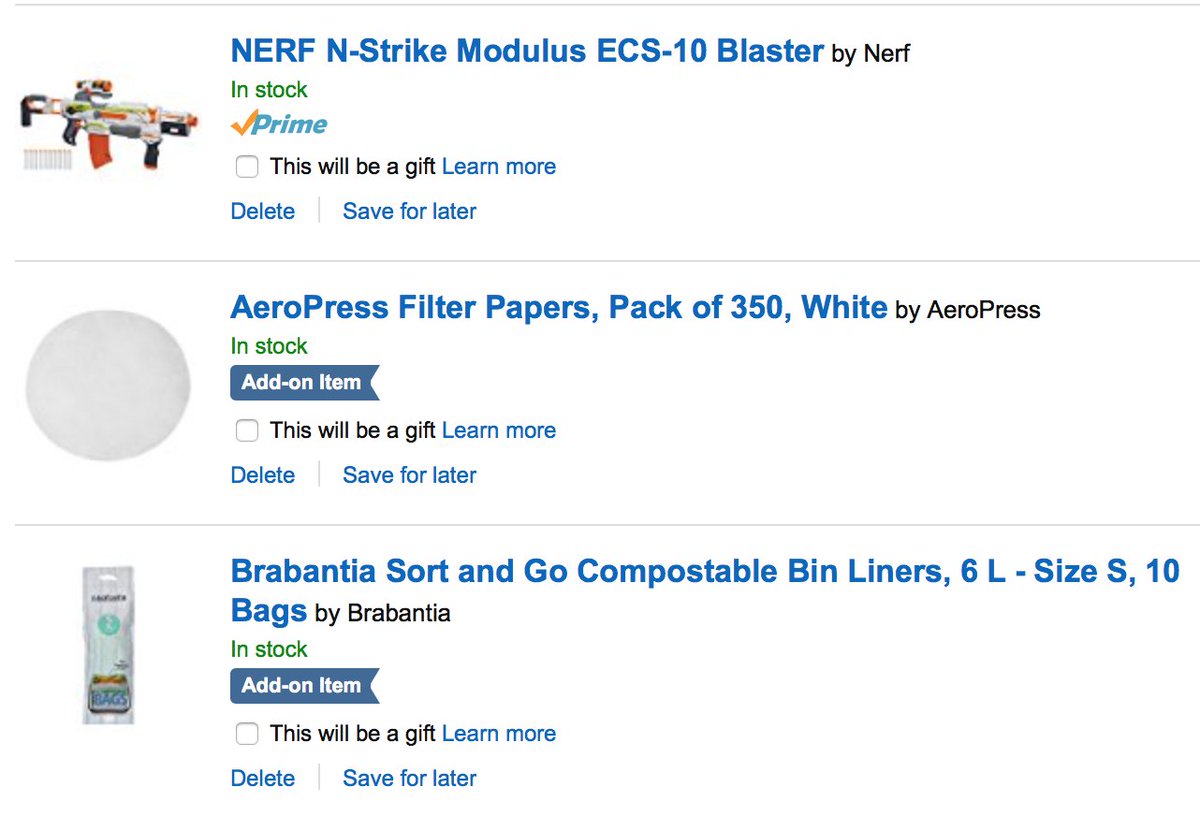 NERF N-Strike Modulus ECS-10 Blaster by Nerf
In stock
Prime
This will be a gift Learn more
Delete
Save for later
AeroPress Filter Papers, Pack of 350, White by AeroPress
In stock
Add-on Item
This will be a gift Learn more
Delete
Save for later
Brabantia Sort and Go Compostable Bin Liners, 6 L - Size S, 10
Bags by Brabantia
In stock
BAGS
Add-on Item
This will be a gift Learn more
Delete
Save for later